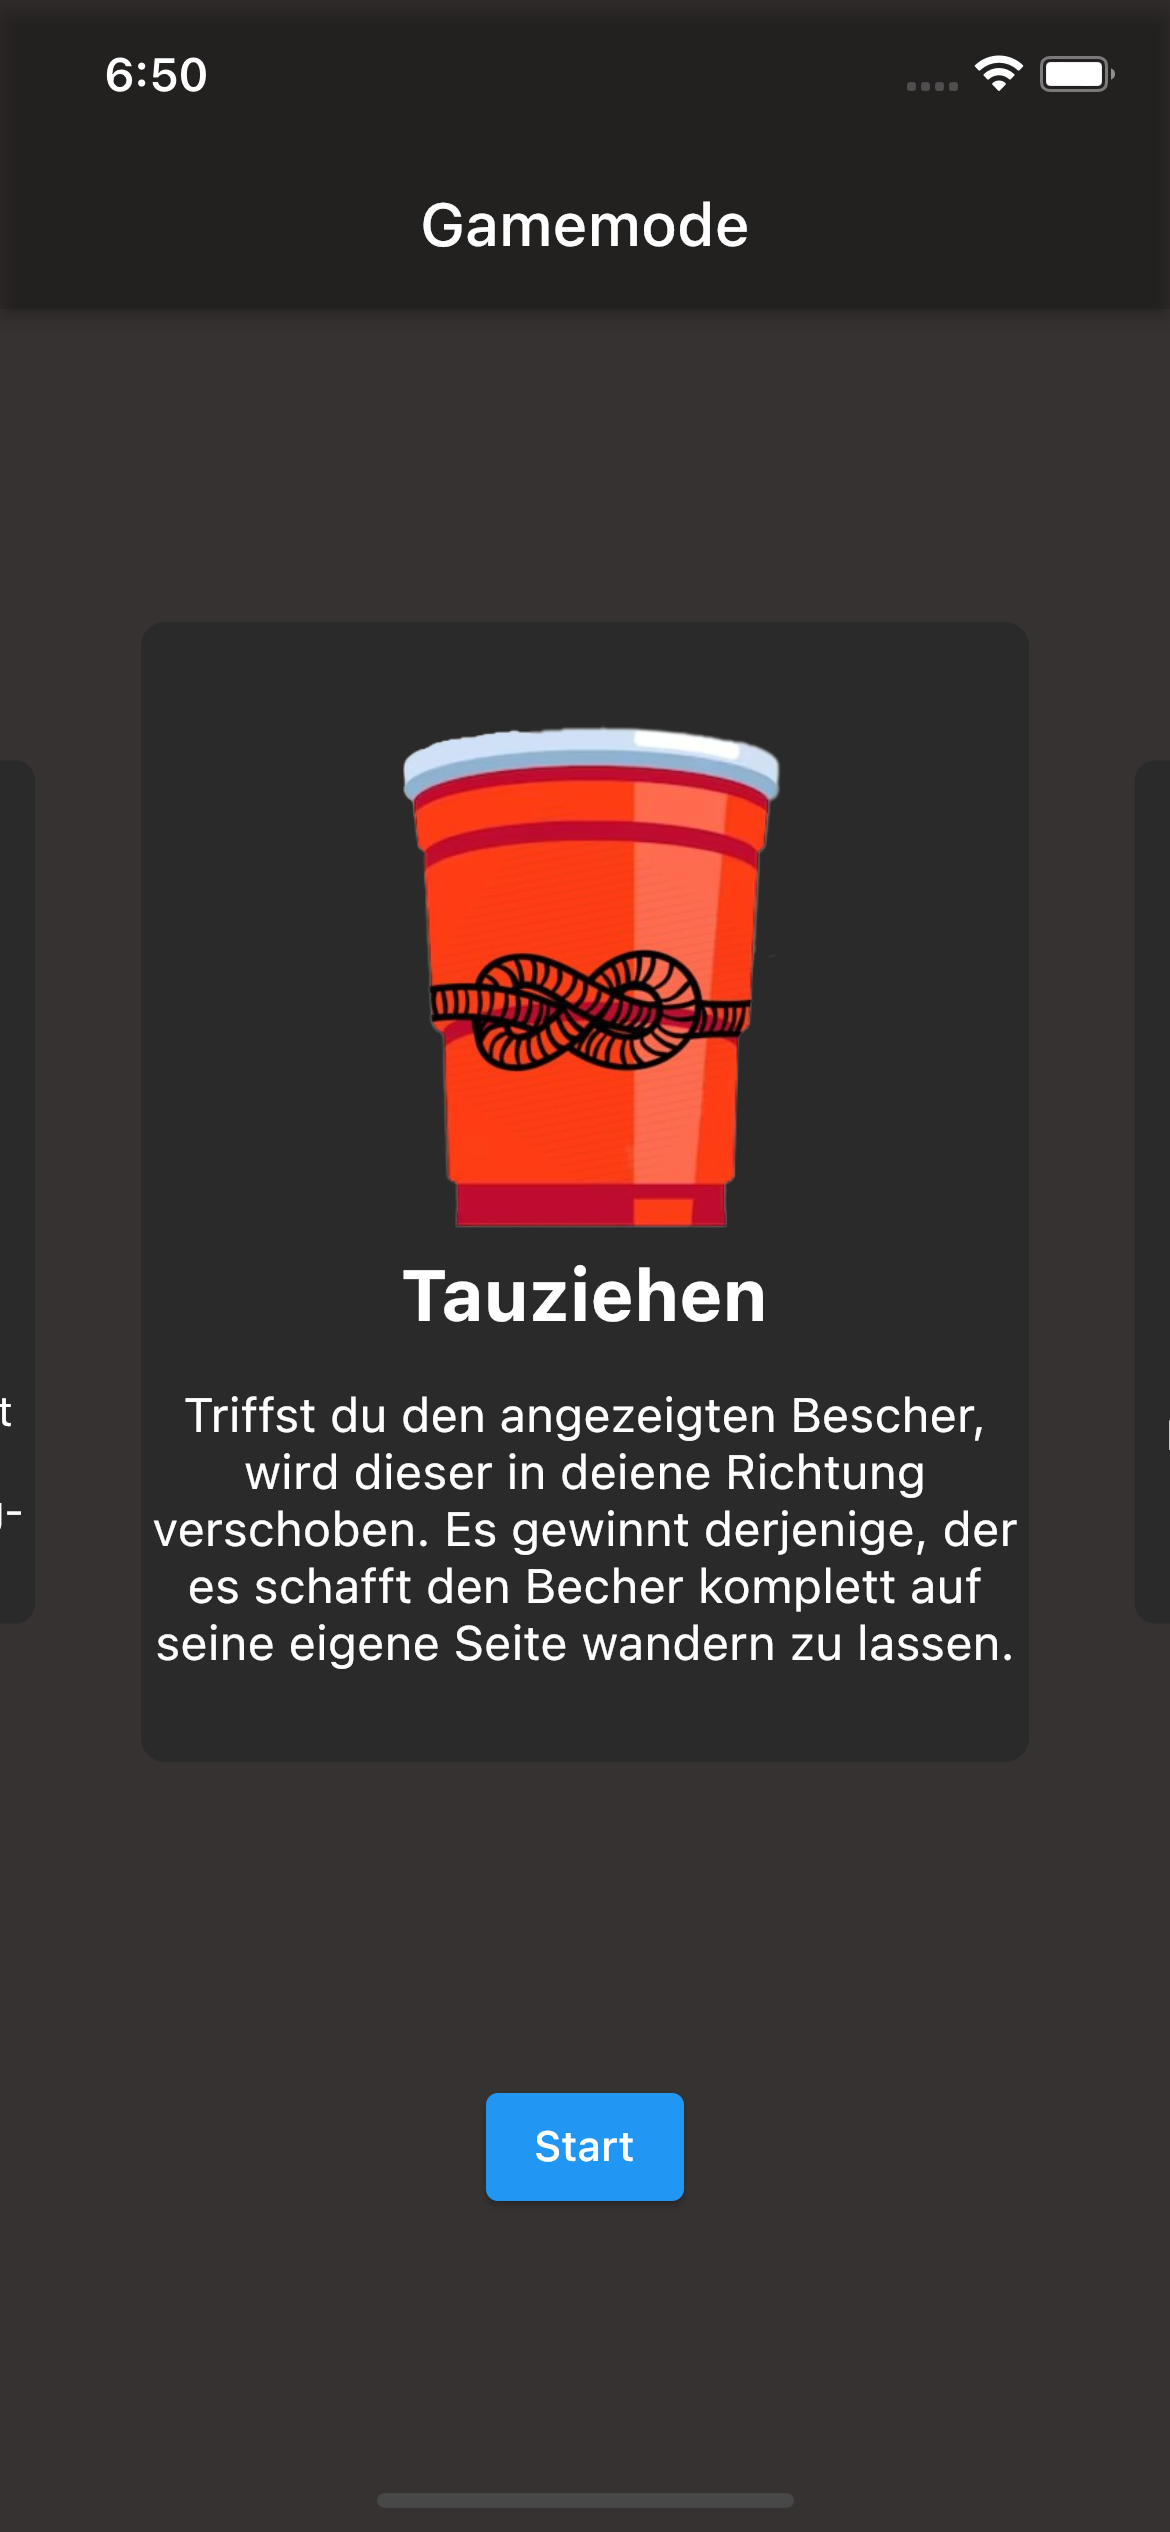 6:50
Gamemode
Tauziehen
Triffst du den angezeigten Bescher,
wird dieser in deiene Richtung
verschoben. Es gewinnt derjenige, der
es schafft den Becher komplett auf
seine eigene Seite wandern zu lassen.
t
Start